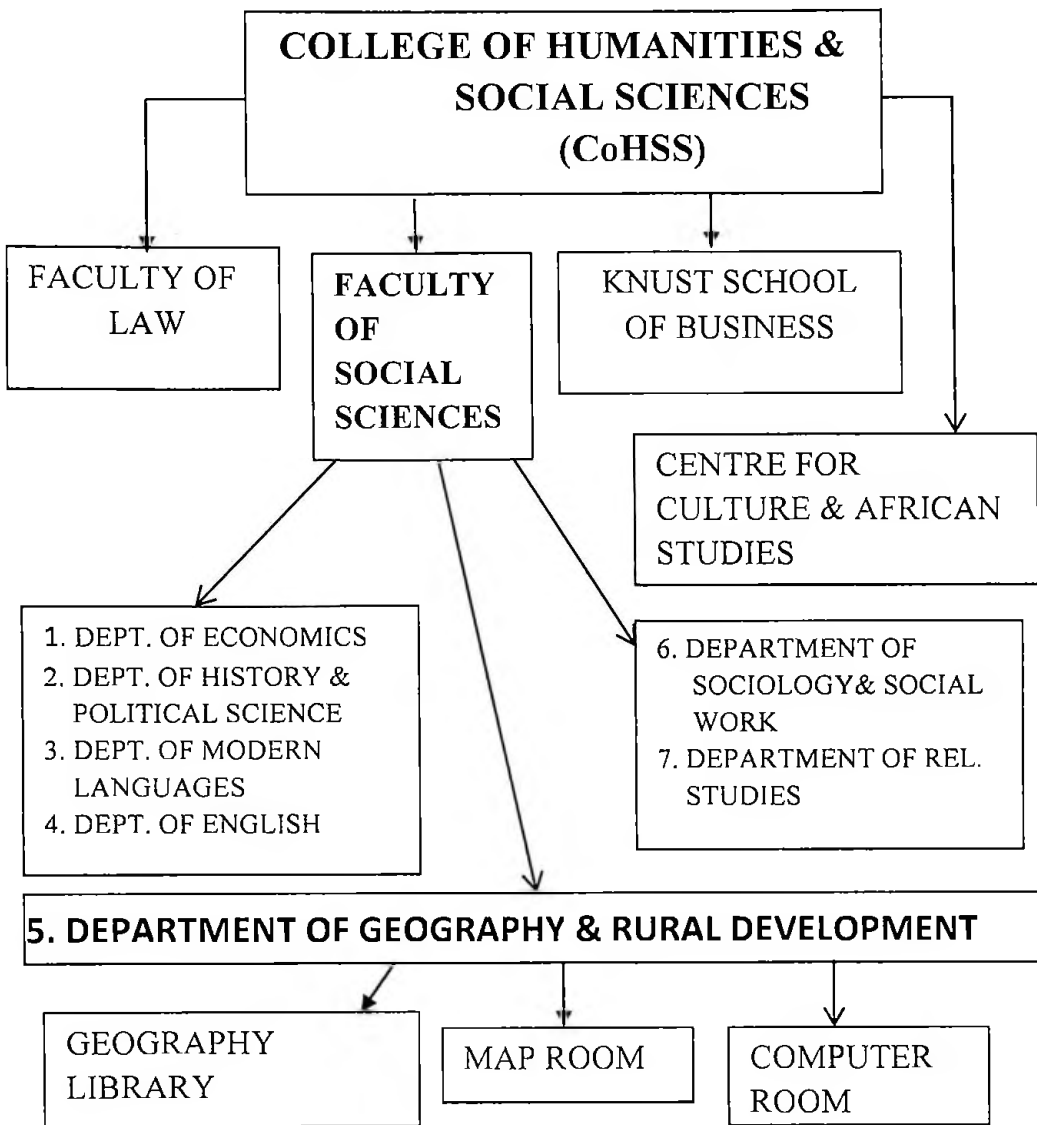 COLLEGE OF HUMANITIES &
SOCIAL SCIENCES
(CoHSS)
FACULTY OF
LAW
FACULTY
OF
SOCIAL
SCIENCES
KNUST SCHOOL
OF BUSINESS
CENTRE FOR
CULTURE & AFRICAN
STUDIES
1. DEPT. OF ECONOMICS
2. DEPT. OF HISTORY &
POLITICAL SCIENCE
3. DEPT. OF MODERN
LANGUAGES
4. DEPT. OF ENGLISH
6. DEPARTMENT OF
SOCIOLOGY& SOCIAL
WORK
7. DEPARTMENT OF REL.
STUDIES
5. DEPARTMENT OF GEOGRAPHY & RURAL DEVELOPMENT
GEOGRAPHY
LIBRARY
MAP ROOM
COMPUTER
ROOM